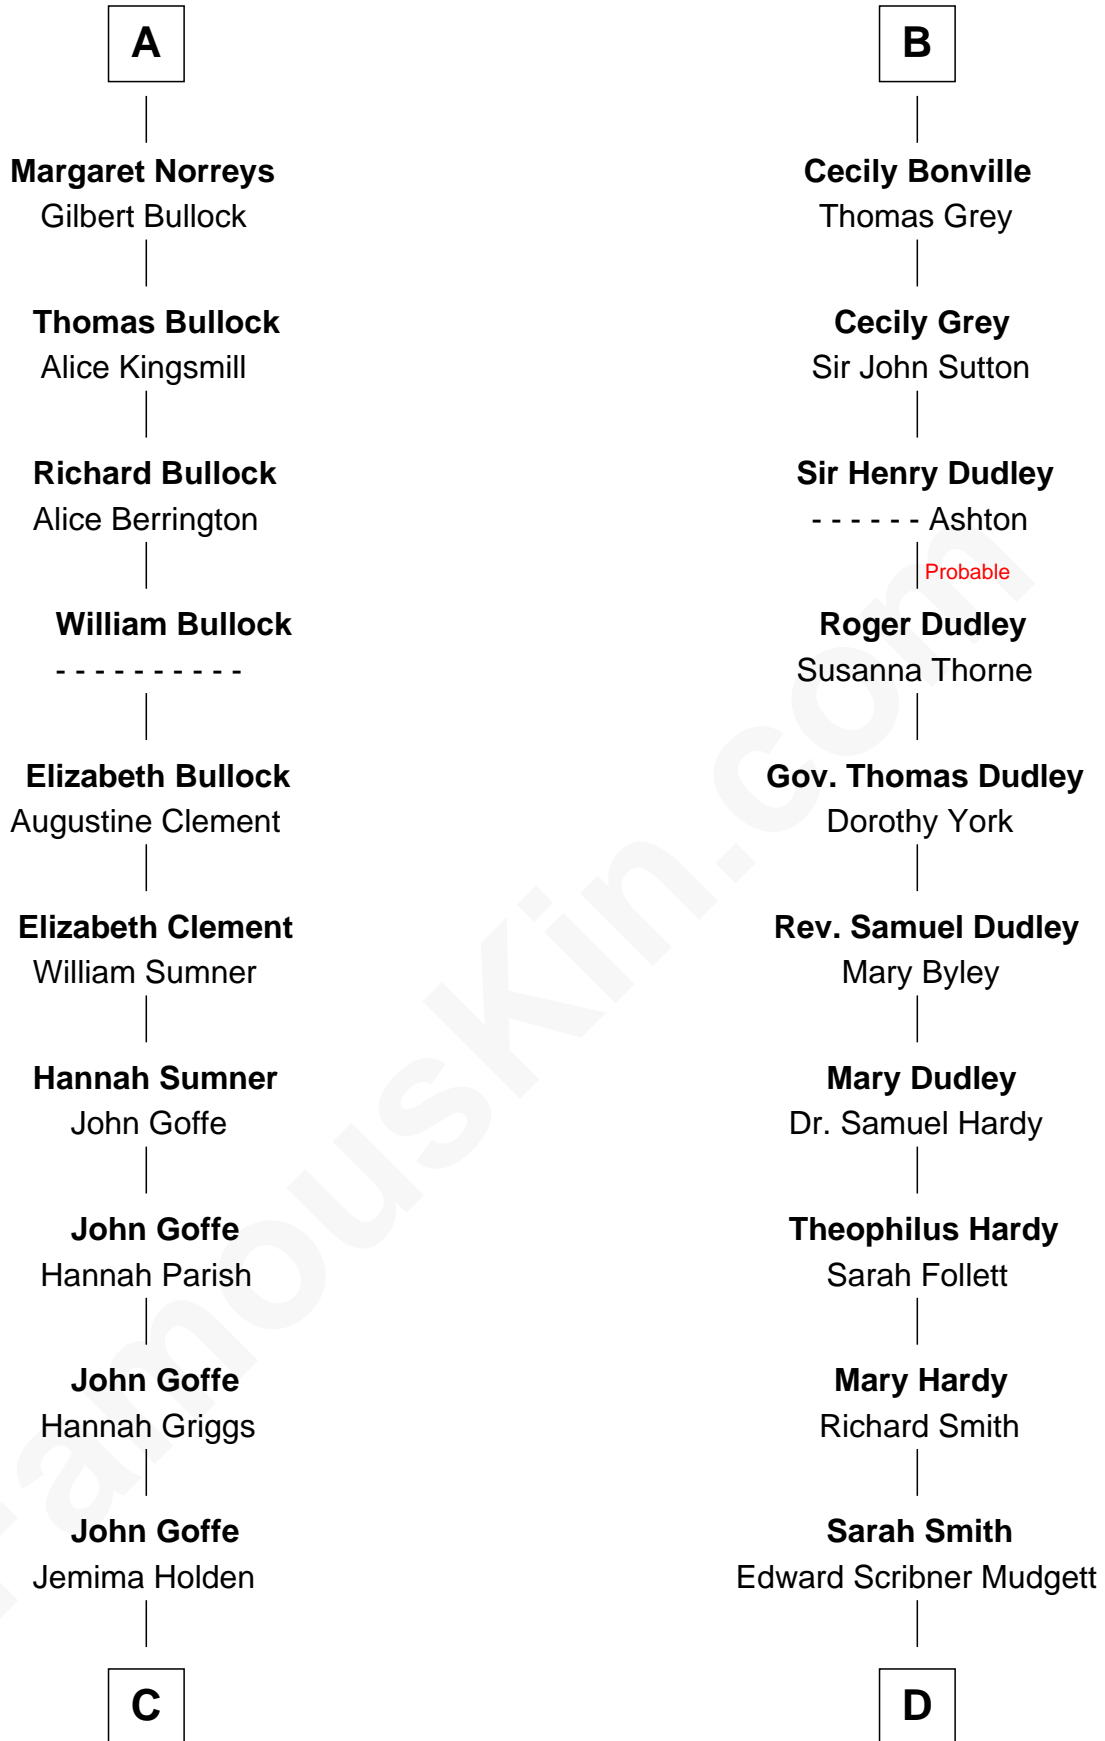 A
Margaret Norreys
Gilbert Bullock
Thomas Bullock
Alice Kingsmill
Richard Bullock
Alice Berrington
William Bullock
- - - - - - - - - -
Elizabeth Bullock
Augustine Clement
Elizabeth Clement
William Sumner
Hannah Sumner
John Goffe
John Goffe
Hannah Parish
John Goffe
Hannah Griggs
John Goffe
Jemima Holden
C
B
Cecily Bonville
Thomas Grey
Cecily Grey
Sir John Sutton
Sir Henry Dudley
- - - - - - Ashton
Probable
Roger Dudley
Susanna Thorne
Gov. Thomas Dudley
Dorothy York
Rev. Samuel Dudley
Mary Byley
Mary Dudley
Dr. Samuel Hardy
Theophilus Hardy
Sarah Follett
Mary Hardy
Richard Smith
Sarah Smith
Edward Scribner Mudgett
D
FamousKin.com